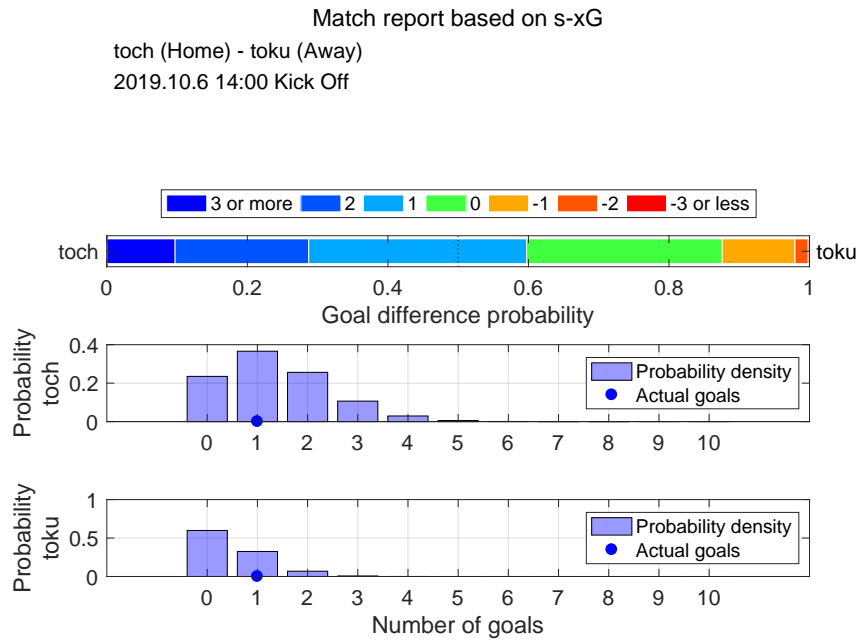 Match report based on s-xG
toch (Home) - toku (Away)
2019.10.6 14:00 Kick Off
3 or more 2 1 0 -1 -2 -3 or less
toch toku
0 0.2 0.4 0.6 0.8 1
Goal difference probability
Probability
toch
0.4
0.2
0
Probability density
Actual goals
0 1 2 3 4 5 6 7 8 9 10
Probability
toku
1
0.5
0
Probability density
Actual goals
0 1 2 3 4 5 6 7 8 9 10
Number of goals